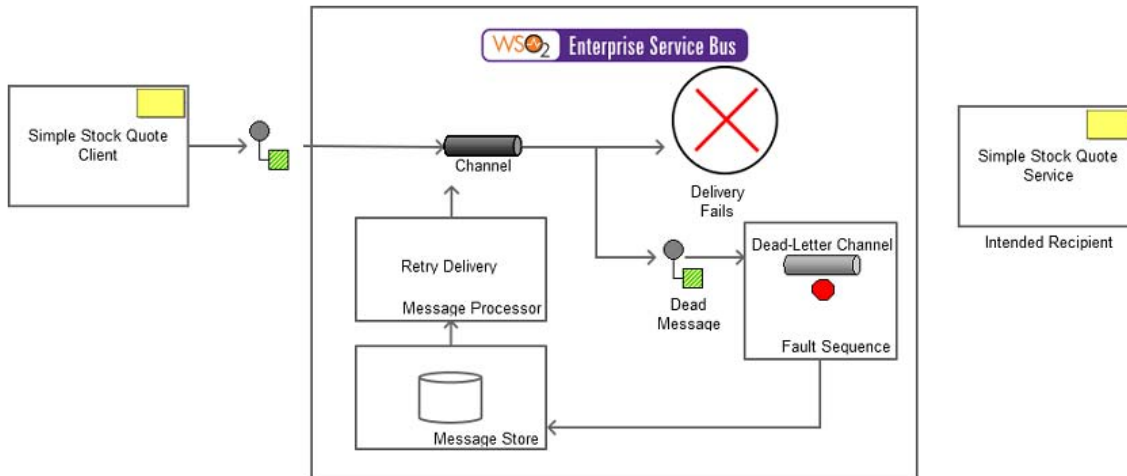 WSO2 Enterprise Service Bus
Simple Stock Quote
Client
Channel
Delivery
Fails
Simple Stock Quote
Service
Intended Recipient
Retry Delivery
Message Processor
Dead
Message
Dead-Letter Channel
Fault Sequence
Message Store